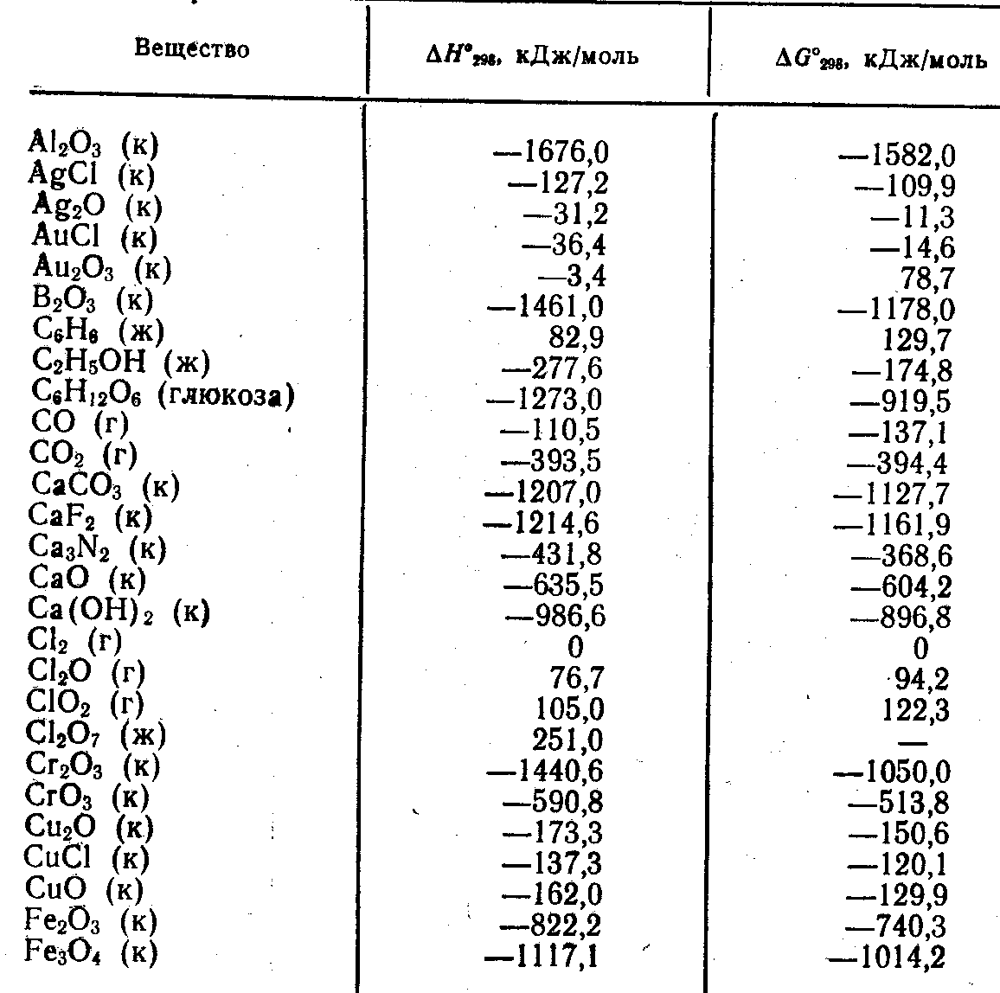 Вещество ΔH°₂₉₈, кДж/моль ΔG°₂₉₈, кДж/моль
Al₂O₃ (к) —1676,0 —1582,0
AgCl (к) —127,2 —109,9
Ag₂O (к) —31,2 —11,3
AuCl (к) —36,4 —14,6
Au₂O₃ (к) —3,4 78,7
B₂O₃ (к) —1461,0 —1178,0
C₆H₆ (ж) 82,9 129,7
C₂H₅OH (ж) —277,6 —174,8
C₆H₁₂O₆ (глюкоза) —1273,0 —919,5
CO (г) —110,5 —137,1
CO₂ (г) —393,5 —394,4
CaCO₃ (к) —1207,0 —1127,7
CaF₂ (к) —1214,6 —1161,9
Ca₃N₂ (к) —431,8 —368,6
CaO (к) —635,5 —604,2
Ca(OH)₂ (к) —986,6 —896,8
Cl₂ (г) 0 0
Cl₂O (г) 76,7 94,2
ClO₂ (г) 105,0 122,3
Cl₂O₇ (ж) 251,0 —
Cr₂O₃ (к) —1440,6 —1050,0
CrO₃ (к) —590,8 —513,8
Cu₂O (к) —173,3 —150,6
CuCl (к) —137,3 —120,1
CuO (к) —162,0 —129,9
Fe₂O₃ (к) —822,2 —740,3
Fe₃O₄ (к) —1117,1 —1014,2